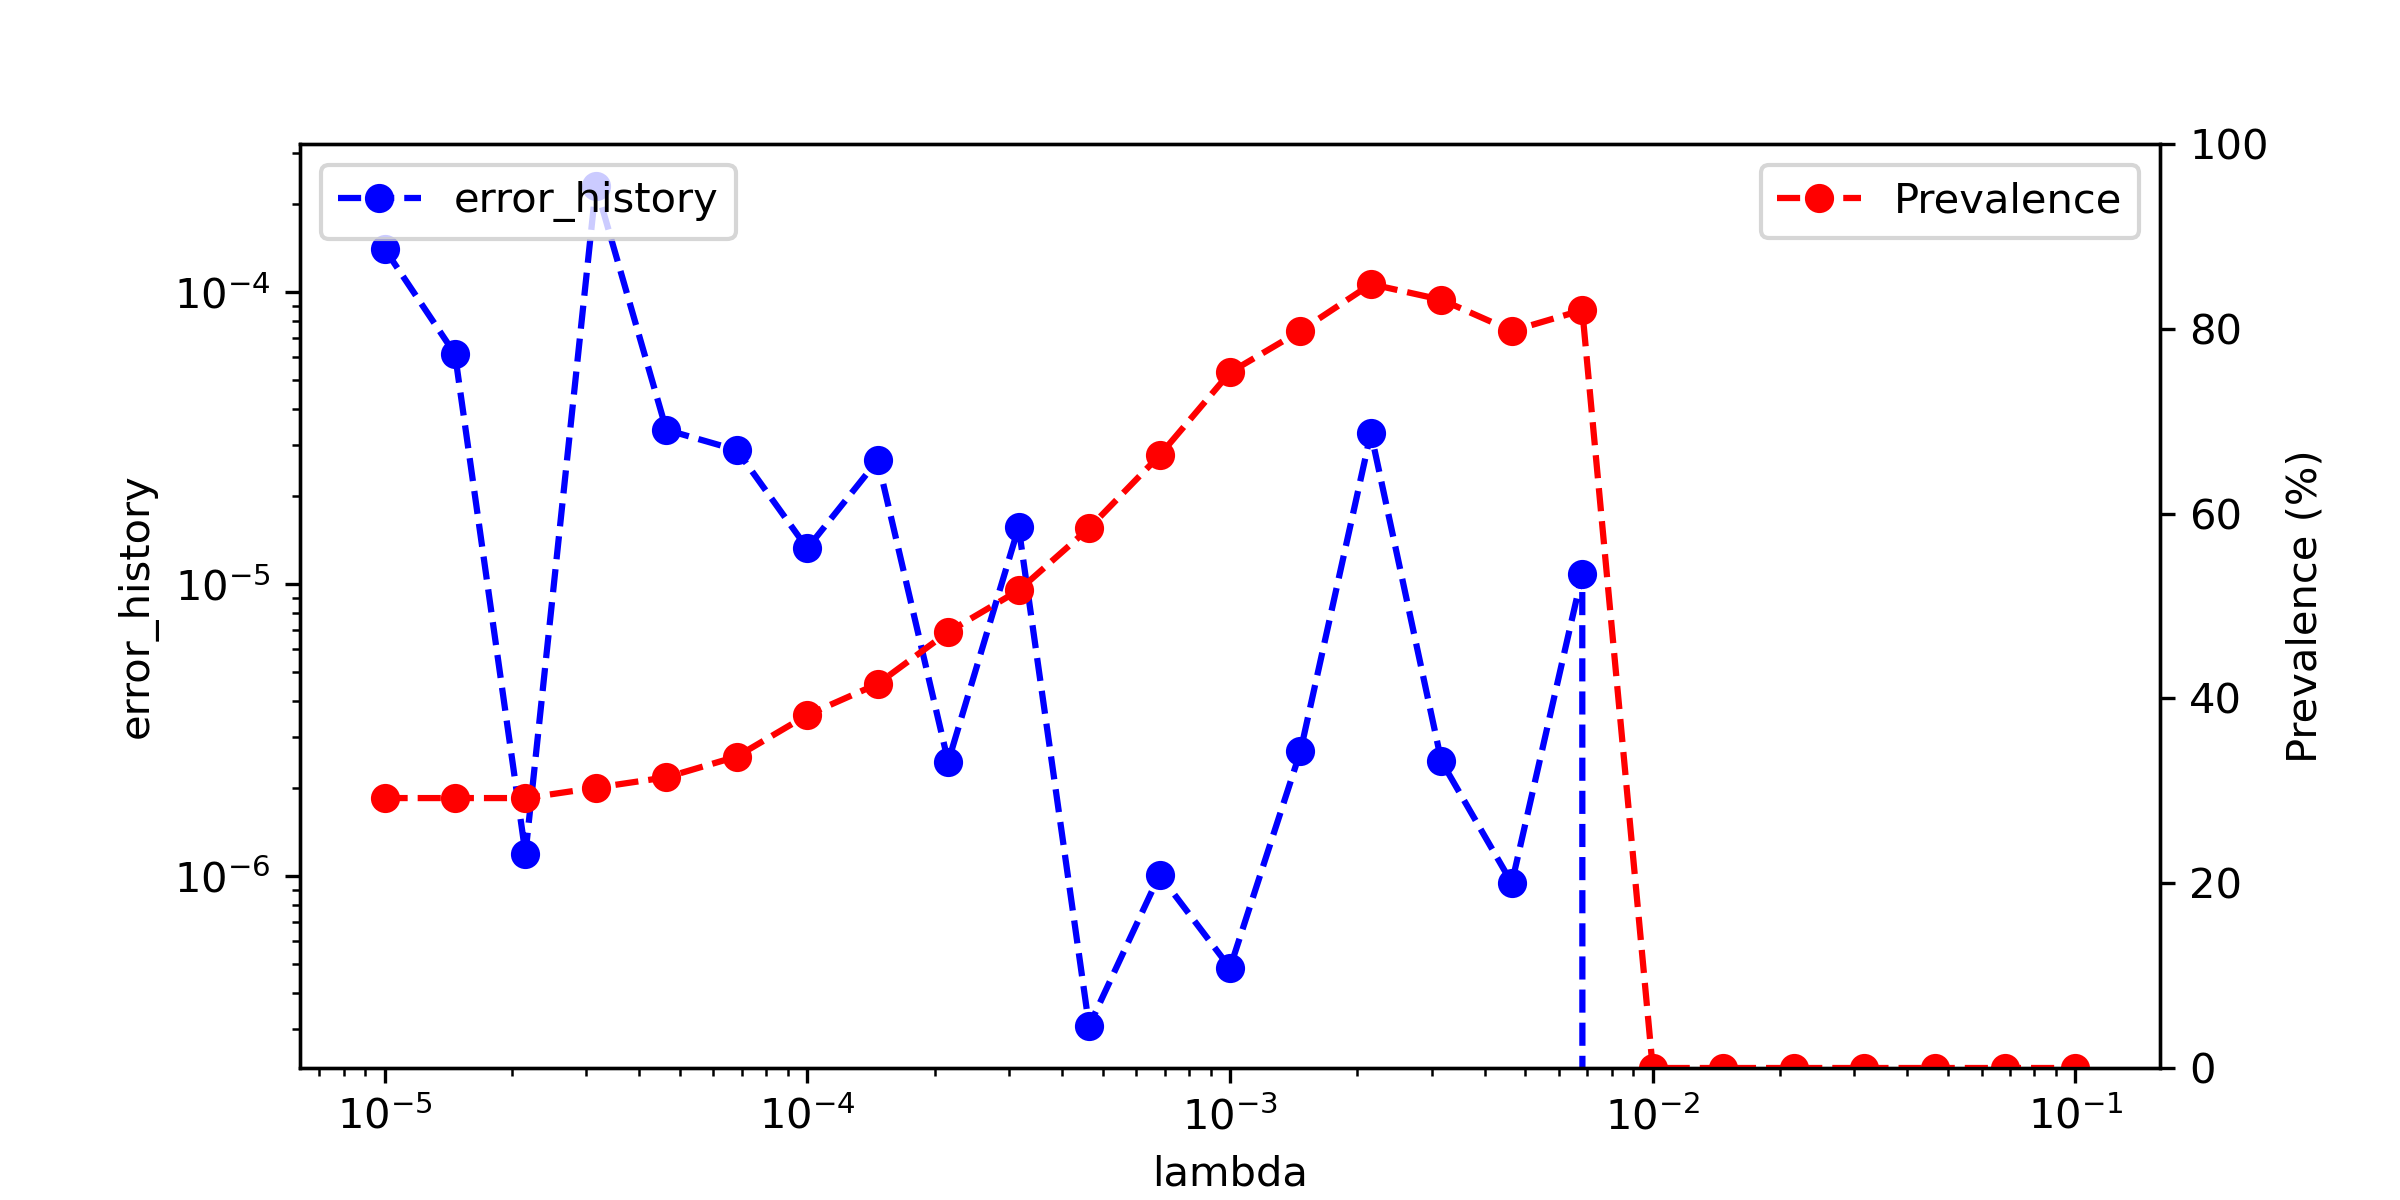 error_history
Prevalence
10⁻⁴
10⁻⁵
10⁻⁶
error_history
100
80
60
40
20
0
Prevalence (%)
10⁻⁵ 10⁻⁴ 10⁻³ 10⁻² 10⁻¹
lambda